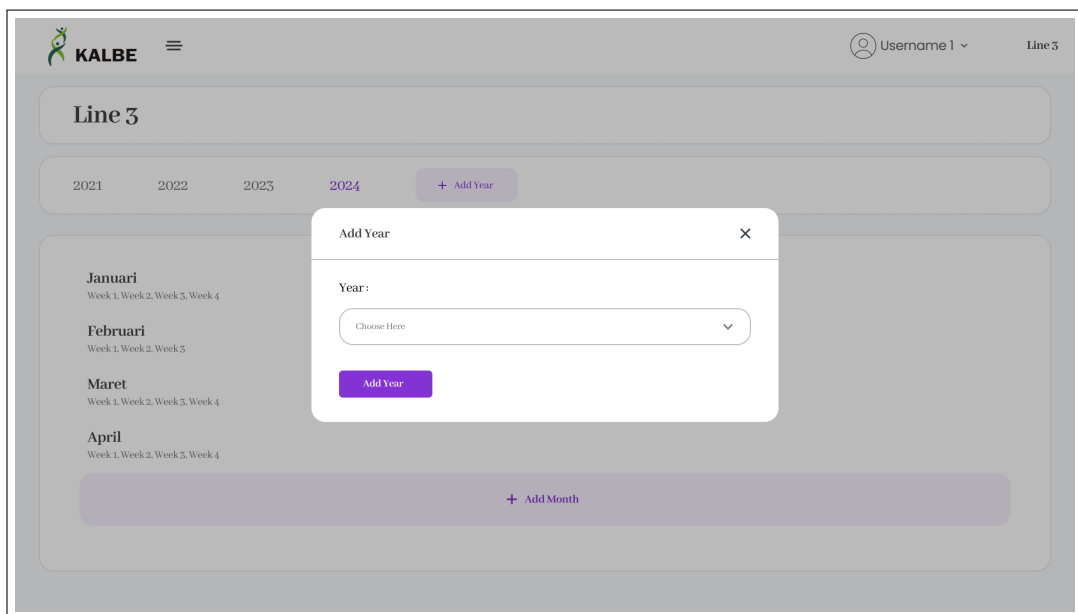 KALBE
Username 1
Line 3
Line 3
2021 2022 2023 2024 + Add Year
Add Year
Year :
Choose Here
Add Year
Januari
Week 1, Week 2, Week 3, Week 4
Februari
Week 1, Week 2, Week 3
Maret
Week 1, Week 2, Week 3, Week 4
April
Week 1, Week 2, Week 3, Week 4
+ Add Month